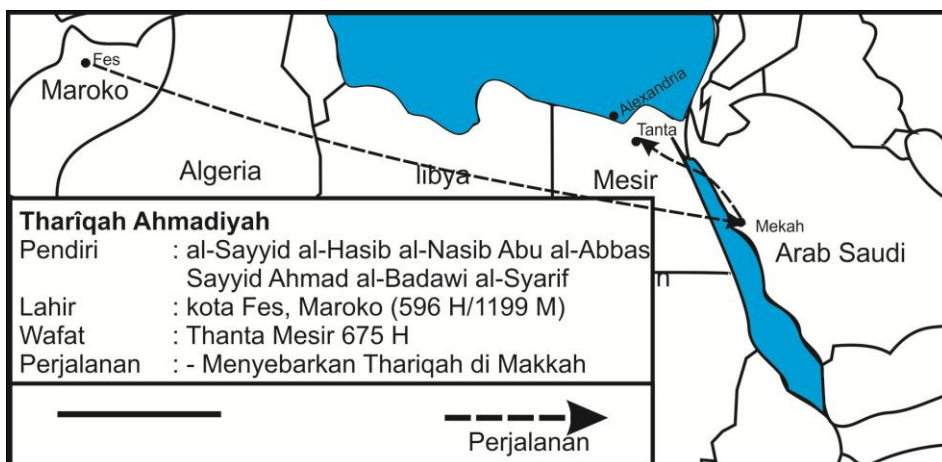 Fes
Maroko
Algeria
libya
Alexandria
Tanta
Mesir
Mekah
Arab Saudi
n
Tharîqah Ahmadiyah
Pendiri : al-Sayyid al-Hasib al-Nasib Abu al-Abbas
Sayyid Ahmad al-Badawi al-Syarif
Lahir : kota Fes, Maroko (596 H/1199 M)
Wafat : Thanta Mesir 675 H
Perjalanan : - Menyebarkan Thariqah di Makkah
Perjalanan